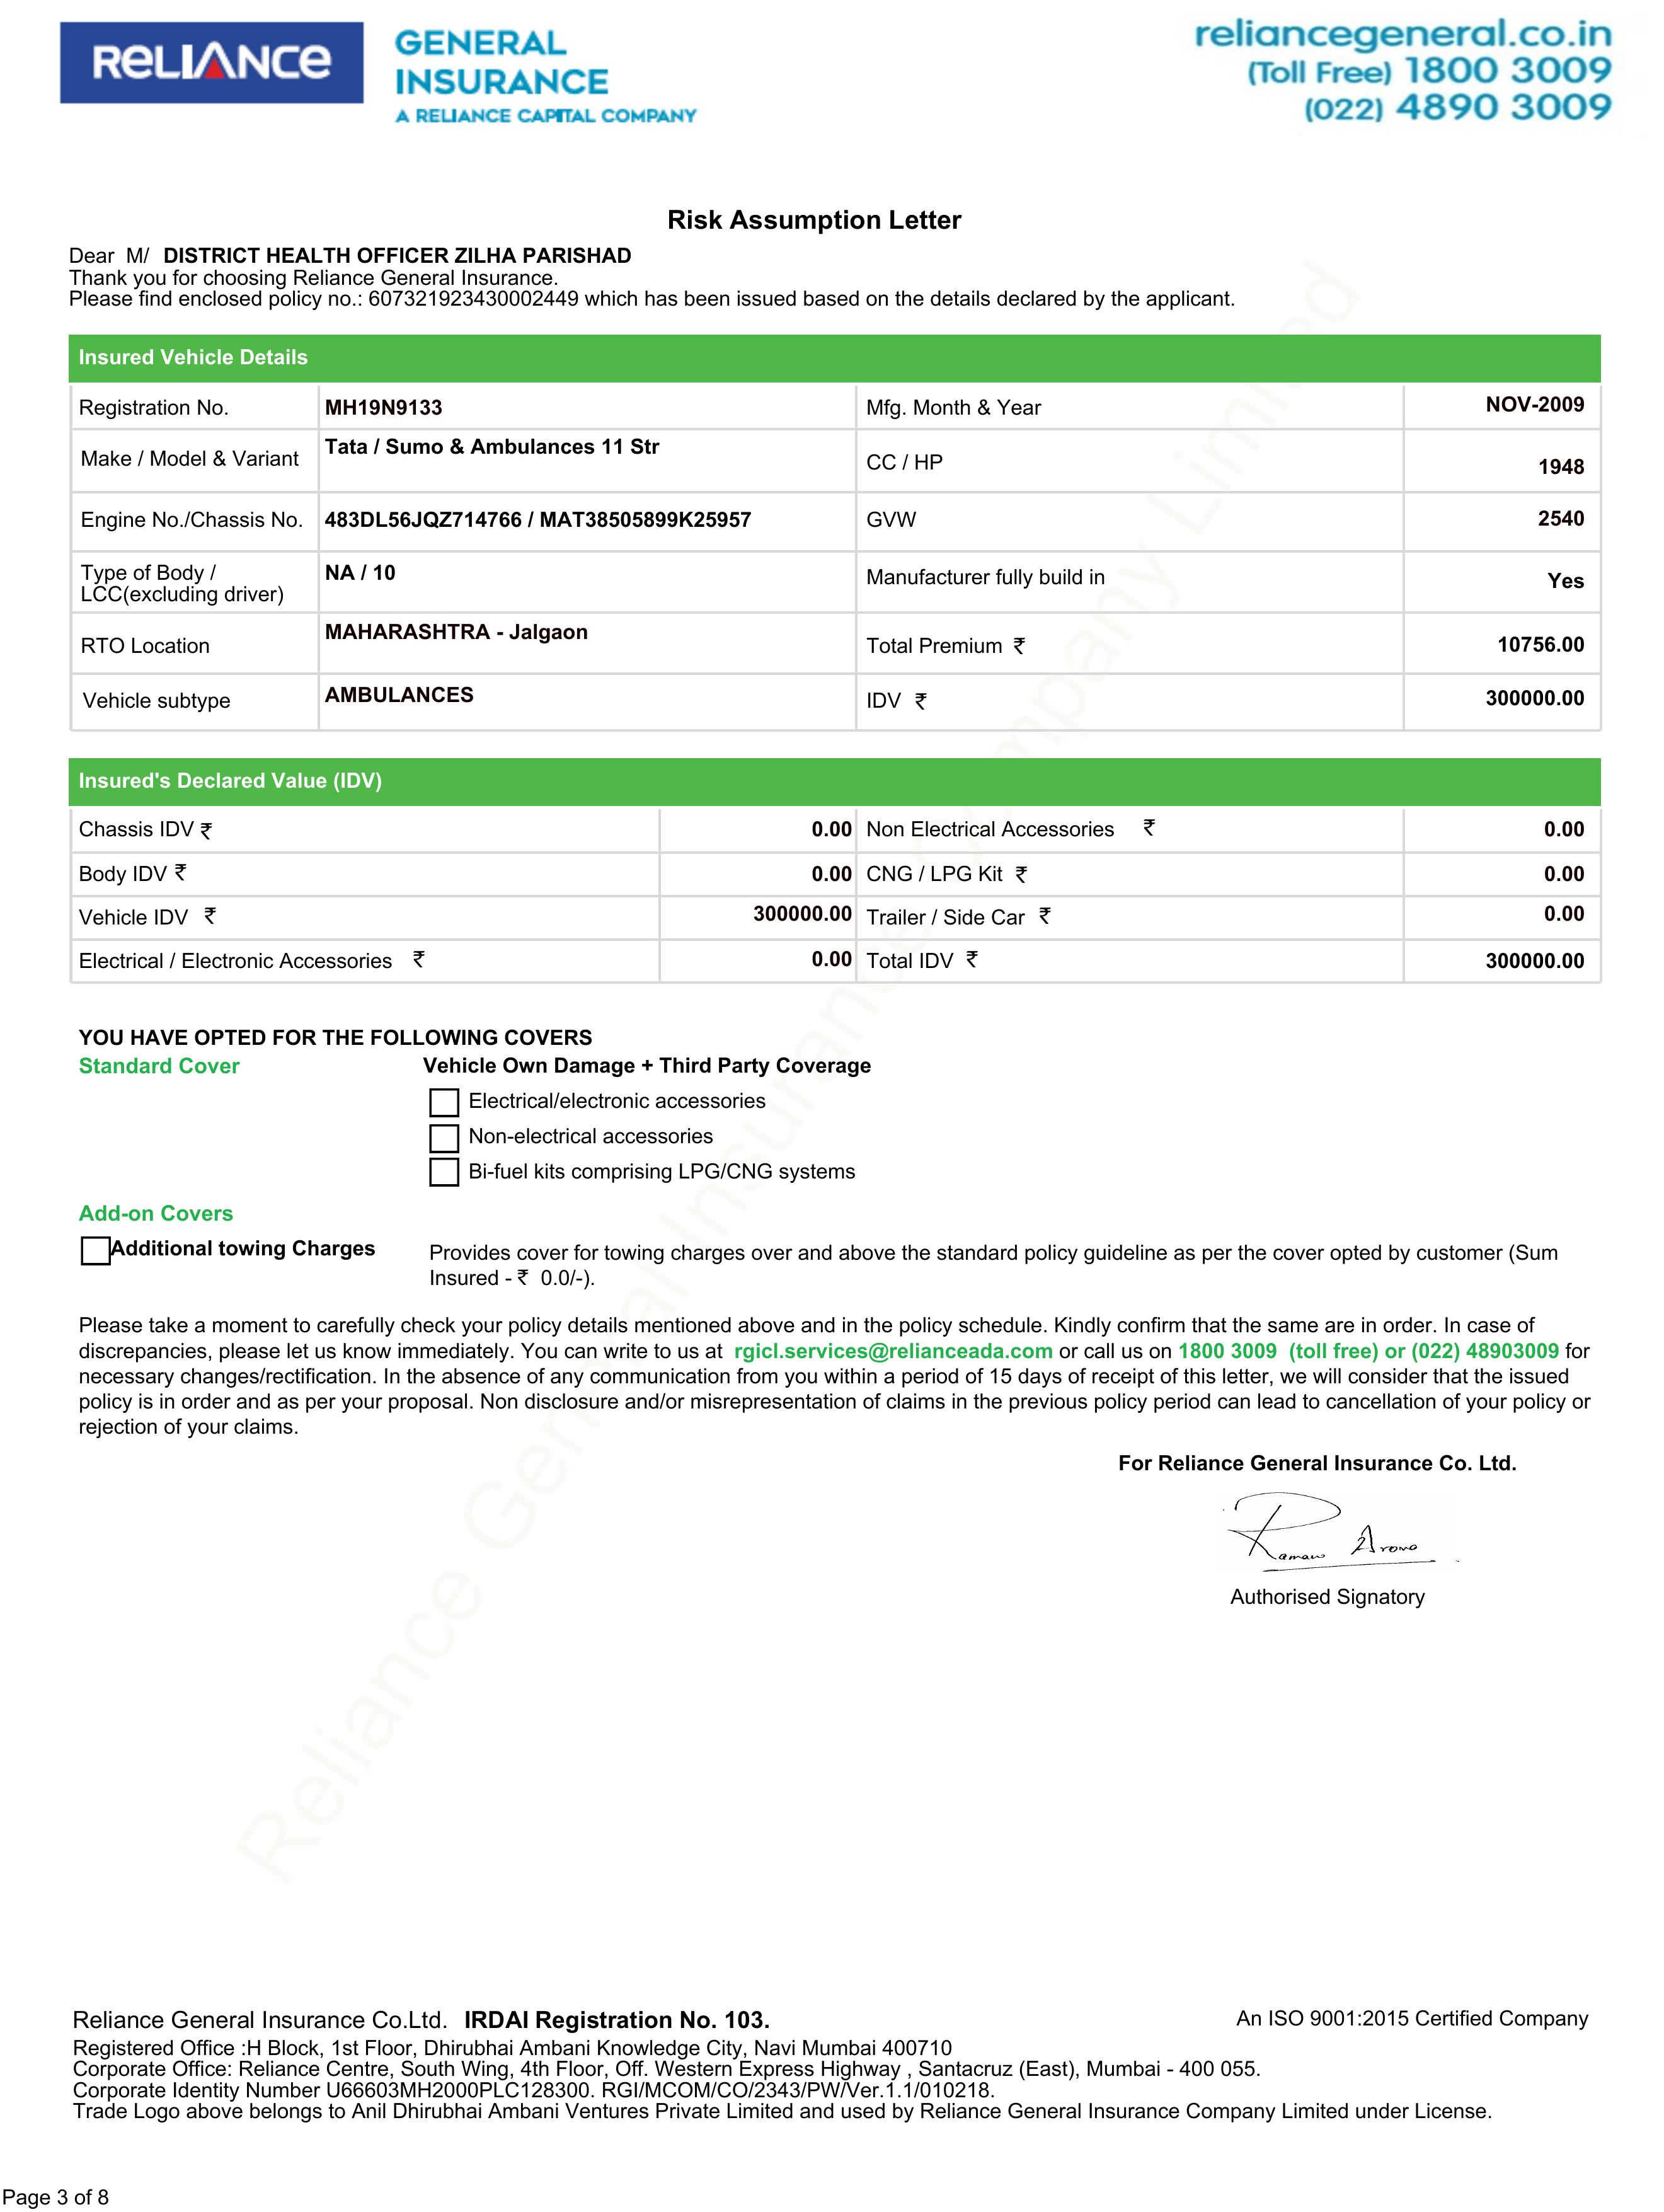 RELIANCE
GENERAL
INSURANCE
A RELIANCE CAPITAL COMPANY
reliancegeneral.co.in
(Toll Free) 1800 3009
(022) 4890 3009
Risk Assumption Letter
Dear M/ DISTRICT HEALTH OFFICER ZILHA PARISHAD
Thank you for choosing Reliance General Insurance.
Please find enclosed policy no.: 607321923430002449 which has been issued based on the details declared by the applicant.
Insured Vehicle Details
Registration No. MH19N9133 Mfg. Month & Year NOV-2009
Make / Model & Variant Tata / Sumo & Ambulances 11 Str CC / HP 1948
Engine No./Chassis No. 483DL56JQZ714766 / MAT38505899K25957 GVW 2540
Type of Body /
LCC(excluding driver) NA / 10 Manufacturer fully build in Yes
RTO Location MAHARASHTRA - Jalgaon Total Premium ₹ 10756.00
Vehicle subtype AMBULANCES IDV ₹ 300000.00
Insured's Declared Value (IDV)
Chassis IDV ₹ 0.00 Non Electrical Accessories ₹ 0.00
Body IDV ₹ 0.00 CNG / LPG Kit ₹ 0.00
Vehicle IDV ₹ 300000.00 Trailer / Side Car ₹ 0.00
Electrical / Electronic Accessories ₹ 0.00 Total IDV ₹ 300000.00
YOU HAVE OPTED FOR THE FOLLOWING COVERS
Standard Cover Vehicle Own Damage + Third Party Coverage
Electrical/electronic accessories
Non-electrical accessories
Bi-fuel kits comprising LPG/CNG systems
Add-on Covers
Additional towing Charges Provides cover for towing charges over and above the standard policy guideline as per the cover opted by customer (Sum
Insured - ₹ 0.0/-).
Please take a moment to carefully check your policy details mentioned above and in the policy schedule. Kindly confirm that the same are in order. In case of
discrepancies, please let us know immediately. You can write to us at rgicl.services@relianceada.com or call us on 1800 3009 (toll free) or (022) 48903009 for
necessary changes/rectification. In the absence of any communication from you within a period of 15 days of receipt of this letter, we will consider that the issued
policy is in order and as per your proposal. Non disclosure and/or misrepresentation of claims in the previous policy period can lead to cancellation of your policy or
rejection of your claims.
For Reliance General Insurance Co. Ltd.
Raman Arora
Authorised Signatory
Reliance General Insurance Company Limited
Reliance General Insurance Co.Ltd. IRDAI Registration No. 103. An ISO 9001:2015 Certified Company
Registered Office :H Block, 1st Floor, Dhirubhai Ambani Knowledge City, Navi Mumbai 400710
Corporate Office: Reliance Centre, South Wing, 4th Floor, Off. Western Express Highway , Santacruz (East), Mumbai - 400 055.
Corporate Identity Number U66603MH2000PLC128300. RGI/MCOM/CO/2343/PW/Ver.1.1/010218.
Trade Logo above belongs to Anil Dhirubhai Ambani Ventures Private Limited and used by Reliance General Insurance Company Limited under License.
Page 3 of 8